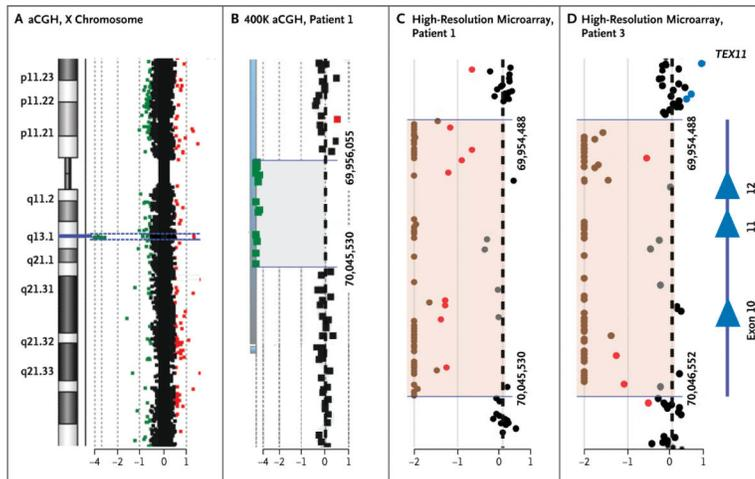 A aCGH, X Chromosome
p11.23
p11.22
p11.21
q11.2
q13.1
q21.1
q21.31
q21.32
q21.33
-4 -2 -1 0 1
B 400K aCGH, Patient 1
69,956,055
70,045,530
-4 -2 -1 0 1
C High-Resolution Microarray,
Patient 1
69,954,488
70,045,530
-2 -1 0 1
D High-Resolution Microarray,
Patient 3
TEX11
69,954,488
70,046,552
12
11
Exon 10
-2 -1 0 1